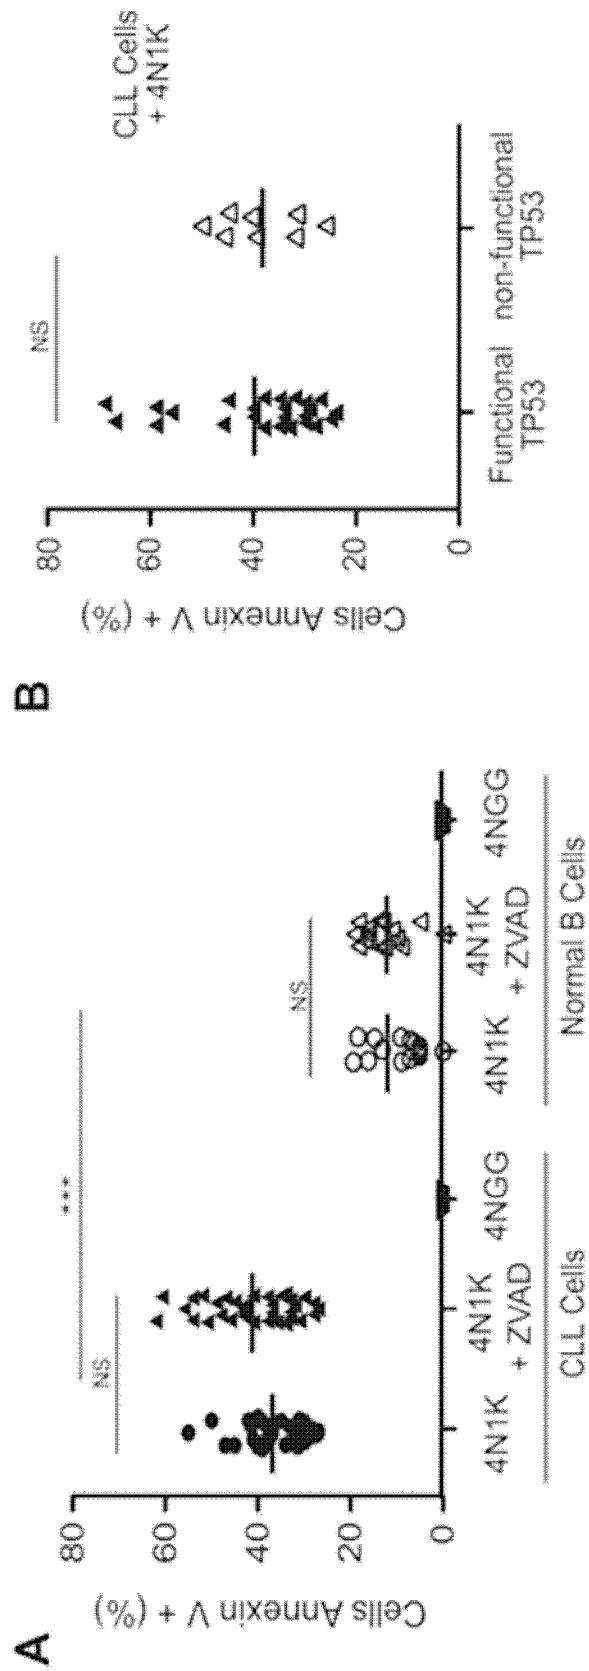 A
Cells Annexin V + (%)
80
60
40
20
0
NS
***
NS
4N1K
4N1K
+ ZVAD
4NGG
4N1K
4N1K
+ ZVAD
4NGG
CLL Cells
Normal B Cells
B
Cells Annexin V + (%)
80
60
40
20
0
NS
CLL Cells
+ 4N1K
Functional
TP53
non-functional
TP53